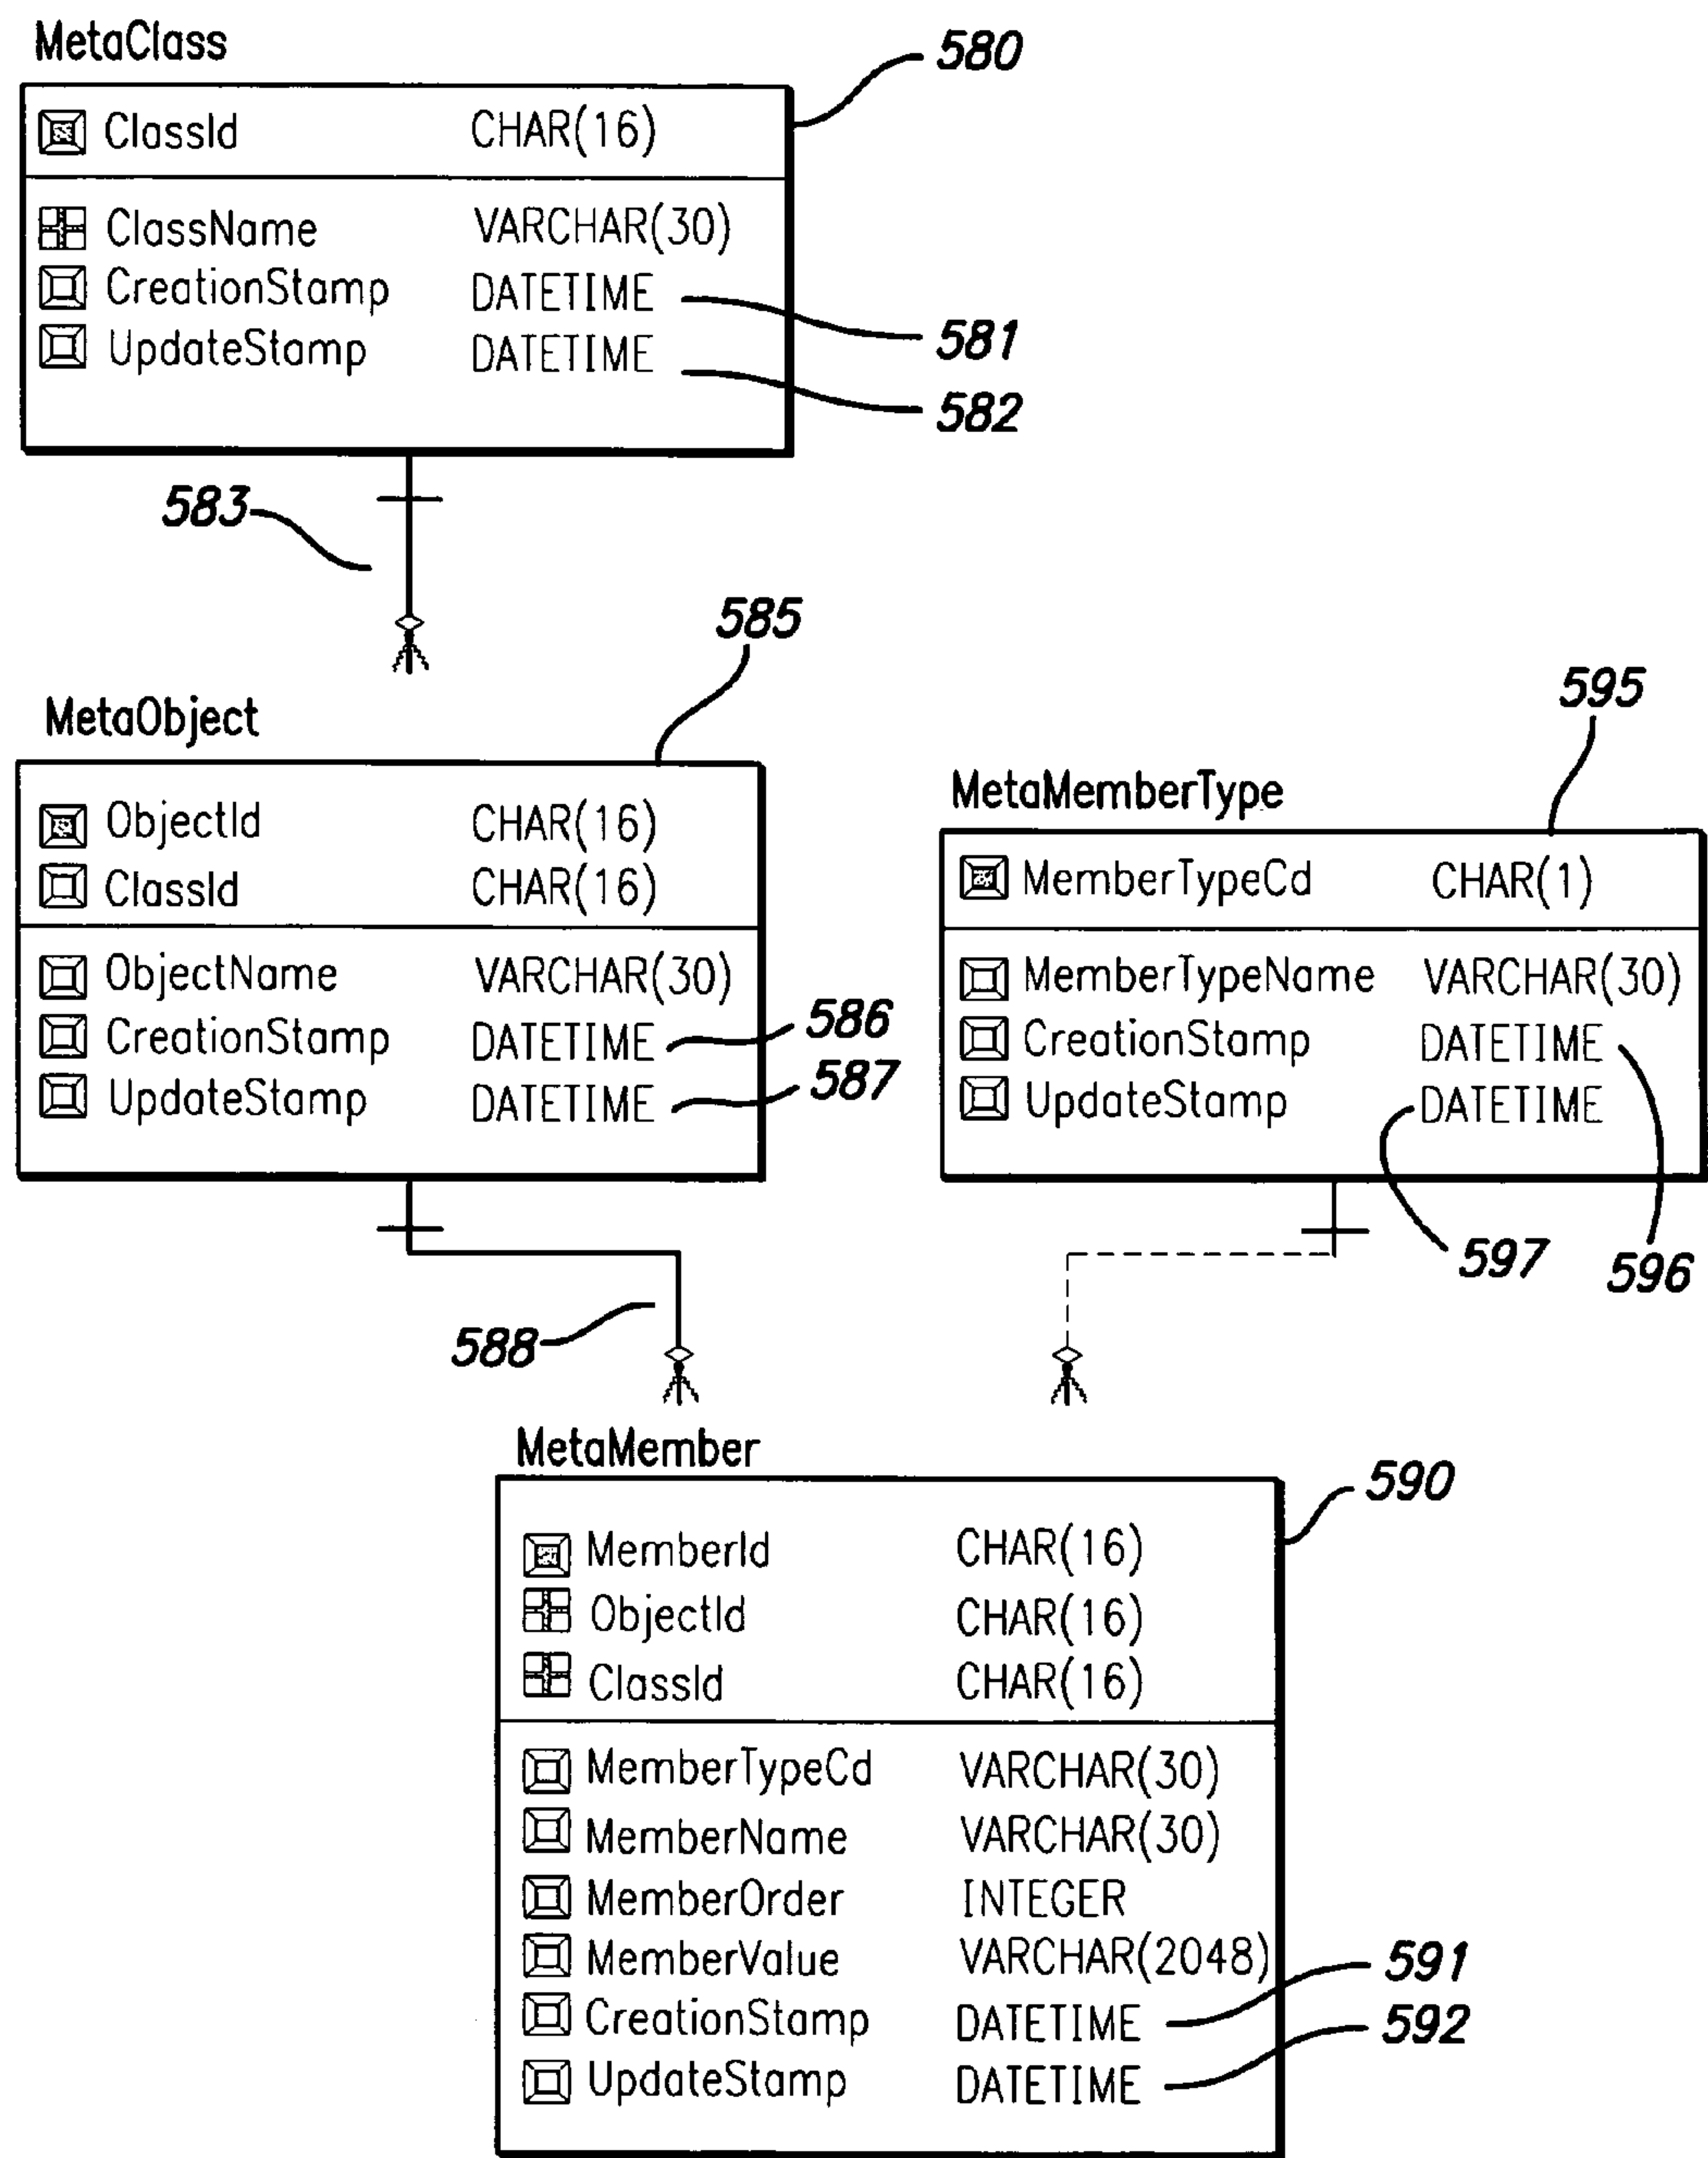 MetaClass
580
ClassId CHAR(16)
ClassName VARCHAR(30)
CreationStamp DATETIME
UpdateStamp DATETIME
581
582
583
585
MetaObject
ObjectId CHAR(16)
ClassId CHAR(16)
ObjectName VARCHAR(30)
CreationStamp DATETIME
586
UpdateStamp DATETIME
587
595
MetaMemberType
MemberTypeCd CHAR(1)
MemberTypeName VARCHAR(30)
CreationStamp DATETIME
UpdateStamp DATETIME
597
596
588
MetaMember
590
MemberId CHAR(16)
ObjectId CHAR(16)
ClassId CHAR(16)
MemberTypeCd VARCHAR(30)
MemberName VARCHAR(30)
MemberOrder INTEGER
MemberValue VARCHAR(2048)
591
CreationStamp DATETIME
592
UpdateStamp DATETIME